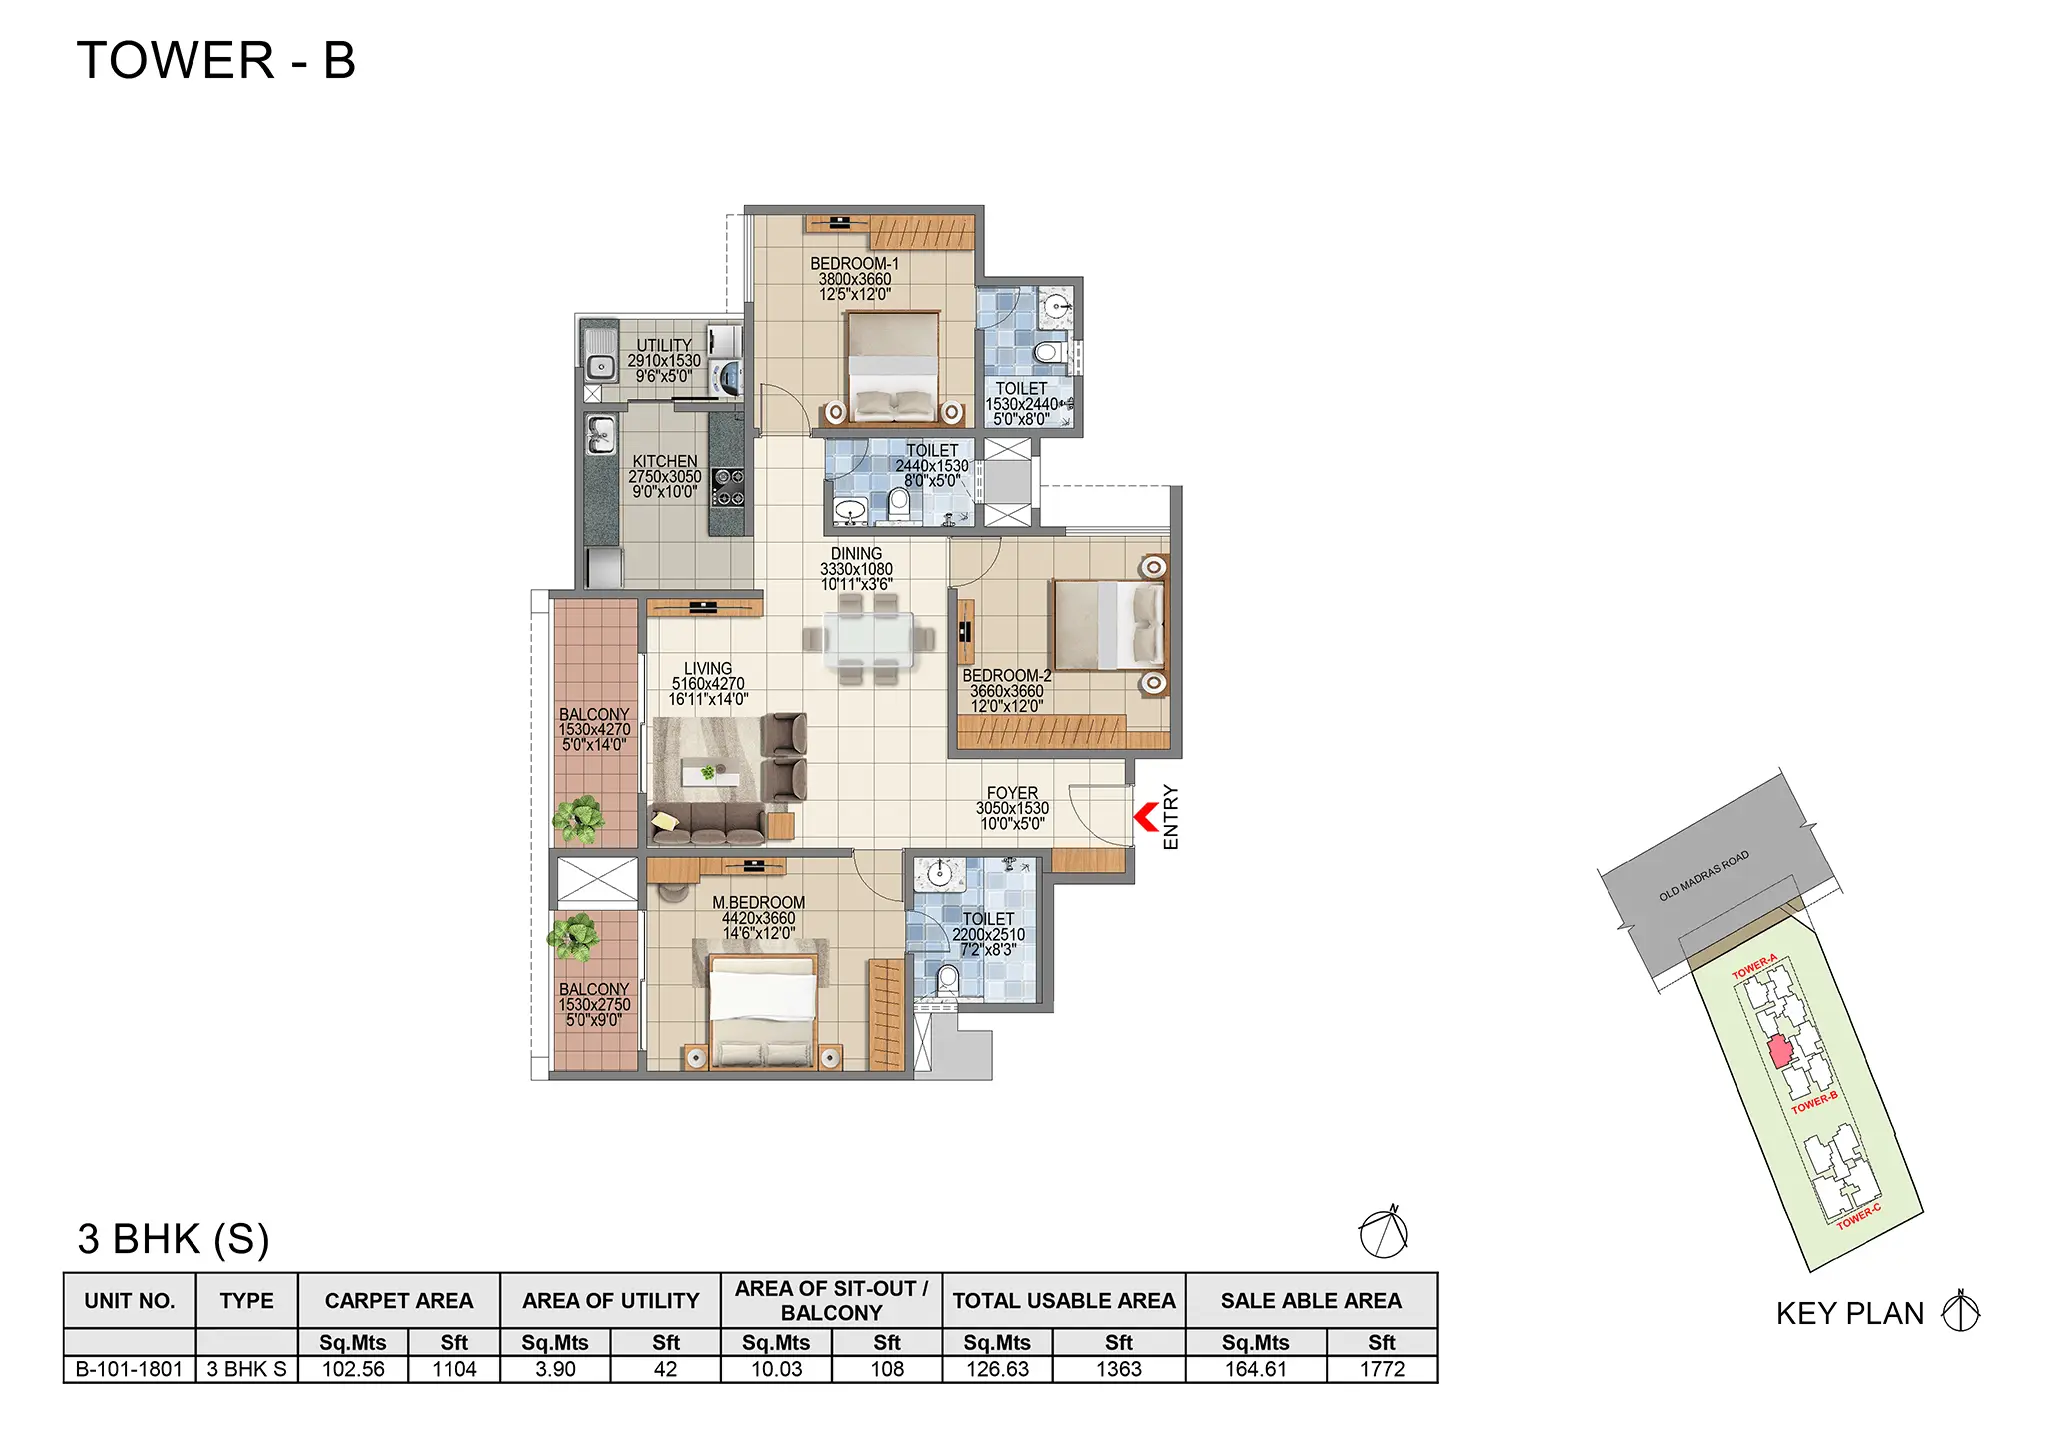 TOWER - B
BEDROOM-1
3800x3660
12'5"x12'0"
UTILITY
2910x1530
9'6"x5'0"
TOILET
1530x2440
5'0"x8'0"
KITCHEN
2750x3050
9'0"x10'0"
TOILET
2440x1530
8'0"x5'0"
DINING
3330x1080
10'11"x3'6"
LIVING
5160x4270
16'11"x14'0"
BEDROOM-2
3660x3660
12'0"x12'0"
BALCONY
1530x4270
5'0"x14'0"
FOYER
3050x1530
10'0"x5'0"
ENTRY
M.BEDROOM
4420x3660
14'6"x12'0"
TOILET
2200x2510
7'2"x8'3"
BALCONY
1530x2750
5'0"x9'0"
OLD MADRAS ROAD
TOWER-A
TOWER-B
TOWER-C
N
KEY PLAN
N
3 BHK (S)
UNIT NO. TYPE CARPET AREA AREA OF UTILITY AREA OF SIT-OUT / BALCONY TOTAL USABLE AREA SALE ABLE AREA
Sq.Mts Sft Sq.Mts Sft Sq.Mts Sft Sq.Mts Sft Sq.Mts Sft
B-101-1801 3 BHK S 102.56 1104 3.90 42 10.03 108 126.63 1363 164.61 1772